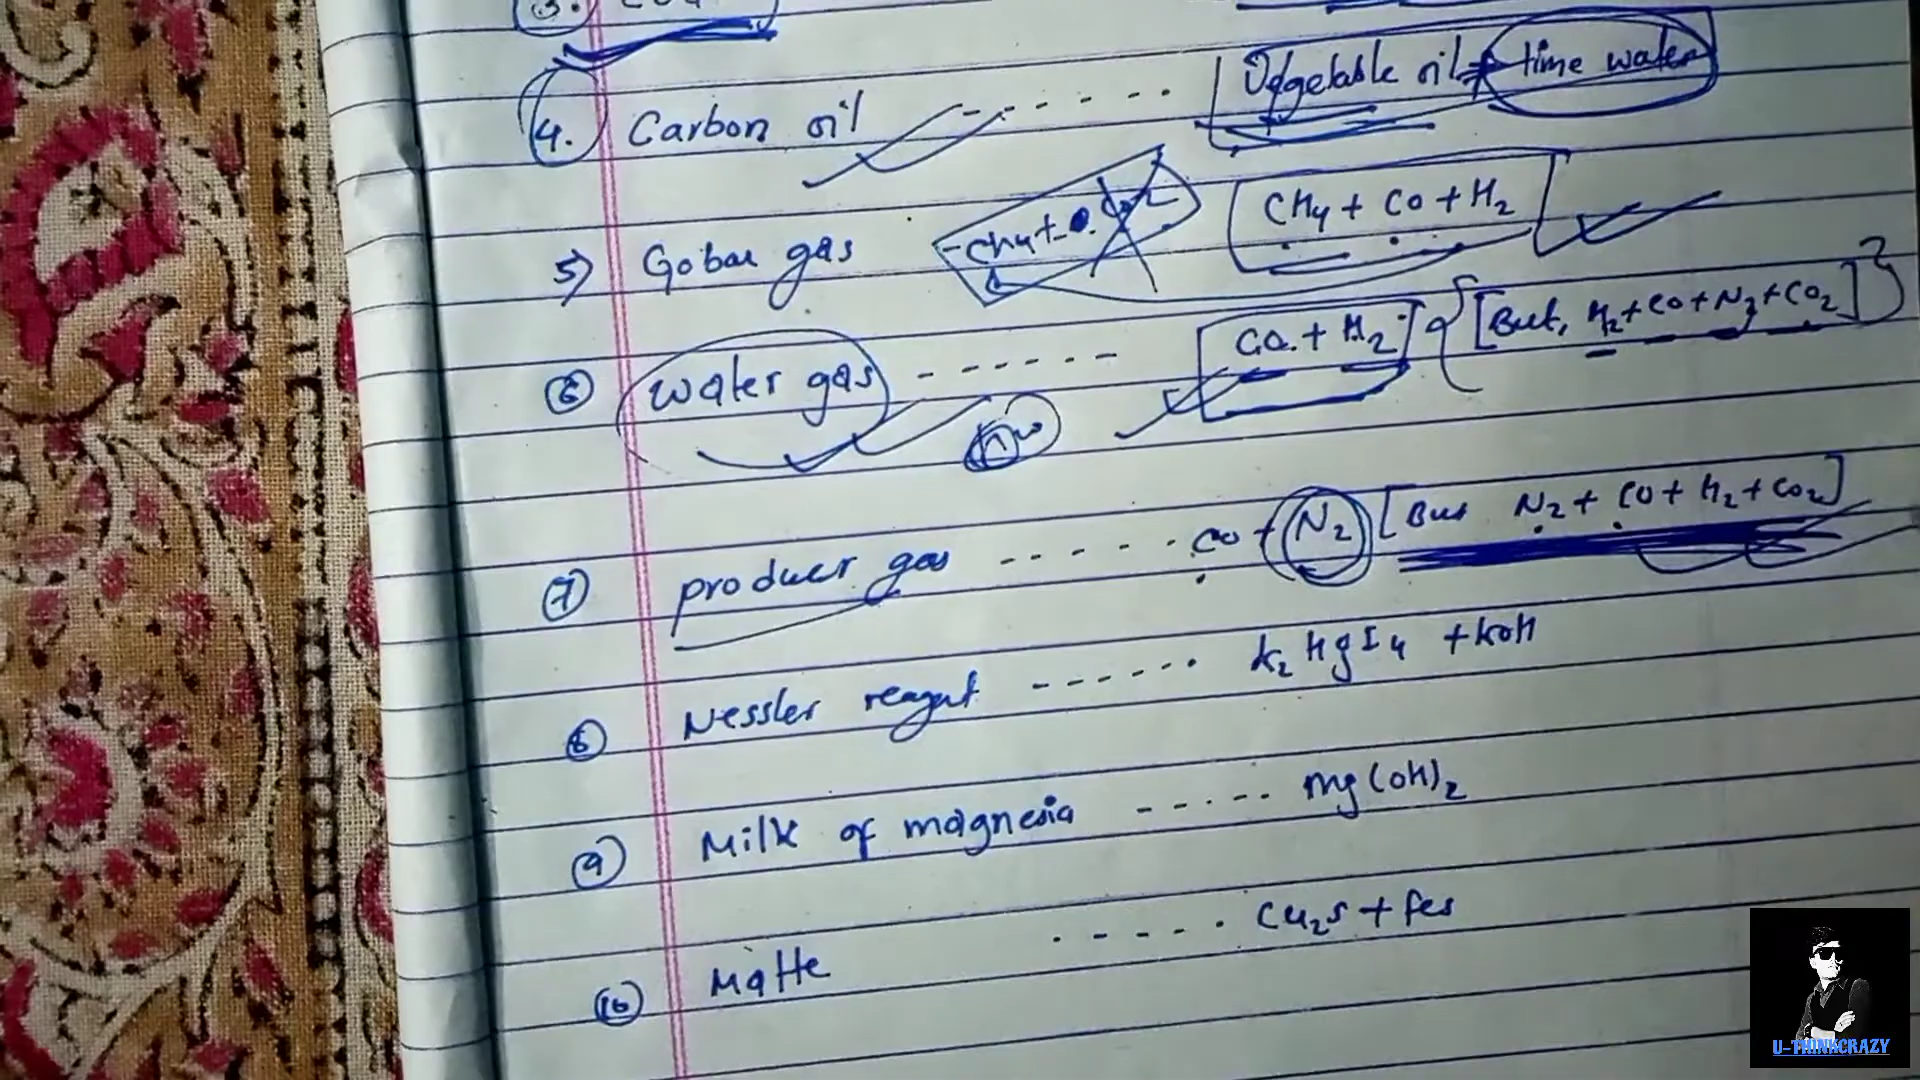 3.
4. Carbon oil ------ Vegetable oil + time water
5) Gobar gas CH4 + CO + H2
⑥ water gas ------ CO + H2 [But, H2 + CO + N2 + CO2]
⑦ producer gas ------ CO + N2 [But N2 + CO + H2 + CO2]
⑧ Nessler reagent ------ K2HgI4 + KOH
⑨ Milk of magnesia ------ Mg(OH)2
⑩ Matte ------ Cu2S + FeS
U-THINKCRAZY